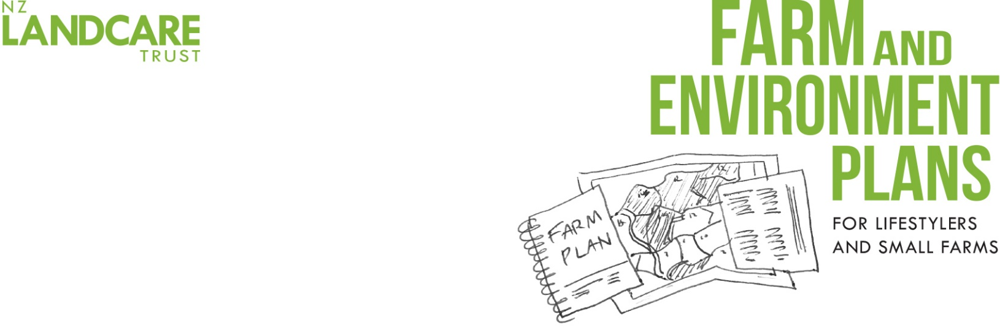 NZ
LANDCARE
TRUST
FARM AND
ENVIRONMENT
PLANS
FOR LIFESTYLERS
AND SMALL FARMS
FARM
PLAN